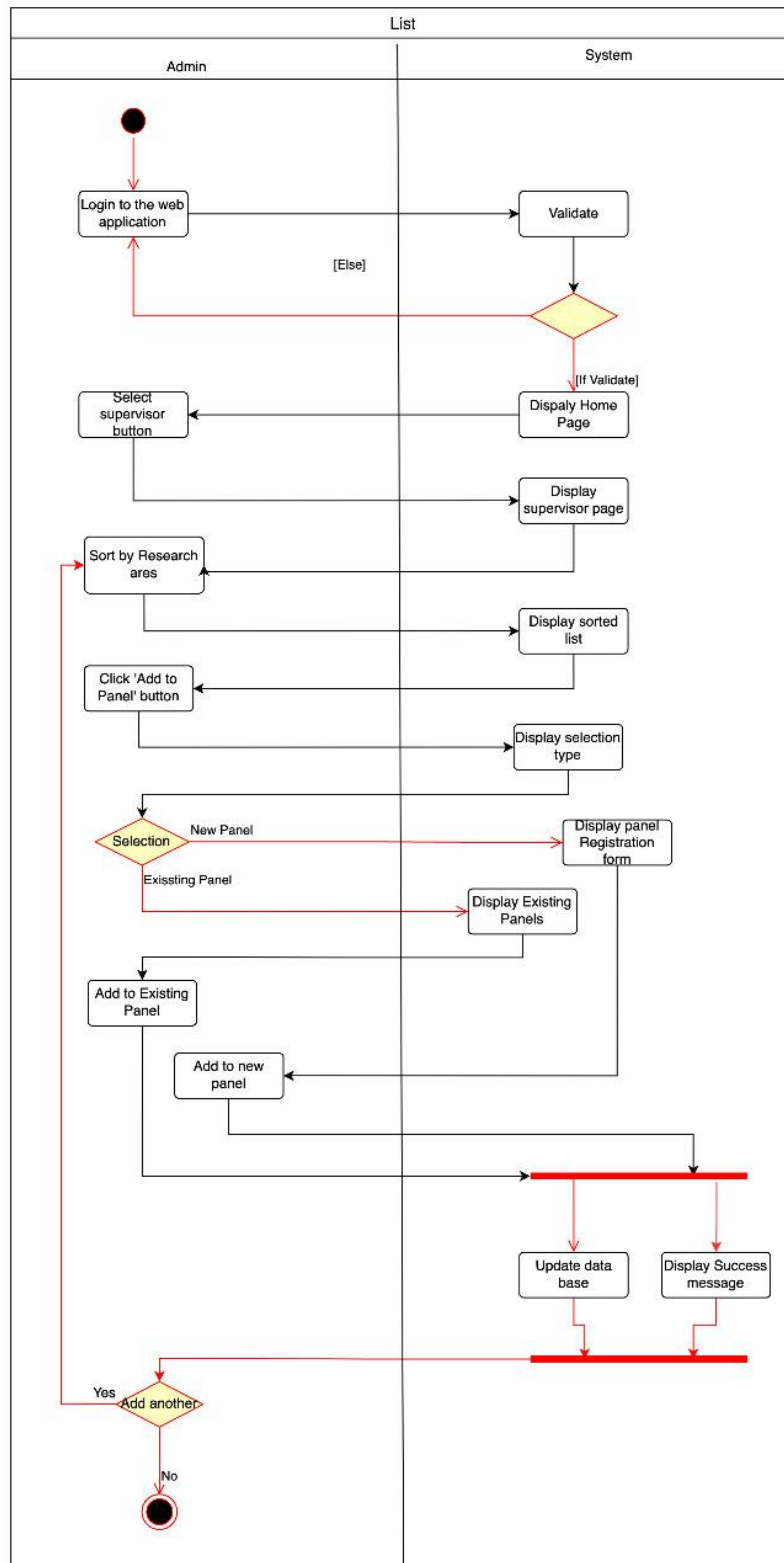 List
Admin
System
Login to the web
application
Validate
[Else]
[If Validate]
Select
supervisor
button
Dispaly Home
Page
Display
supervisor page
Sort by Research
ares
Display sorted
list
Click 'Add to
Panel' button
Display selection
type
Selection
New Panel
Display panel
Registration
form
Exissting Panel
Display Existing
Panels
Add to Existing
Panel
Add to new
panel
Update data
base
Display Success
message
Yes
Add another
No